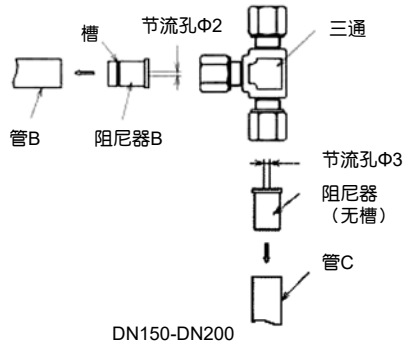 节流孔Φ2
槽
三通
管B
阻尼器B
节流孔Φ3
阻尼器
（无槽）
管C
DN150-DN200